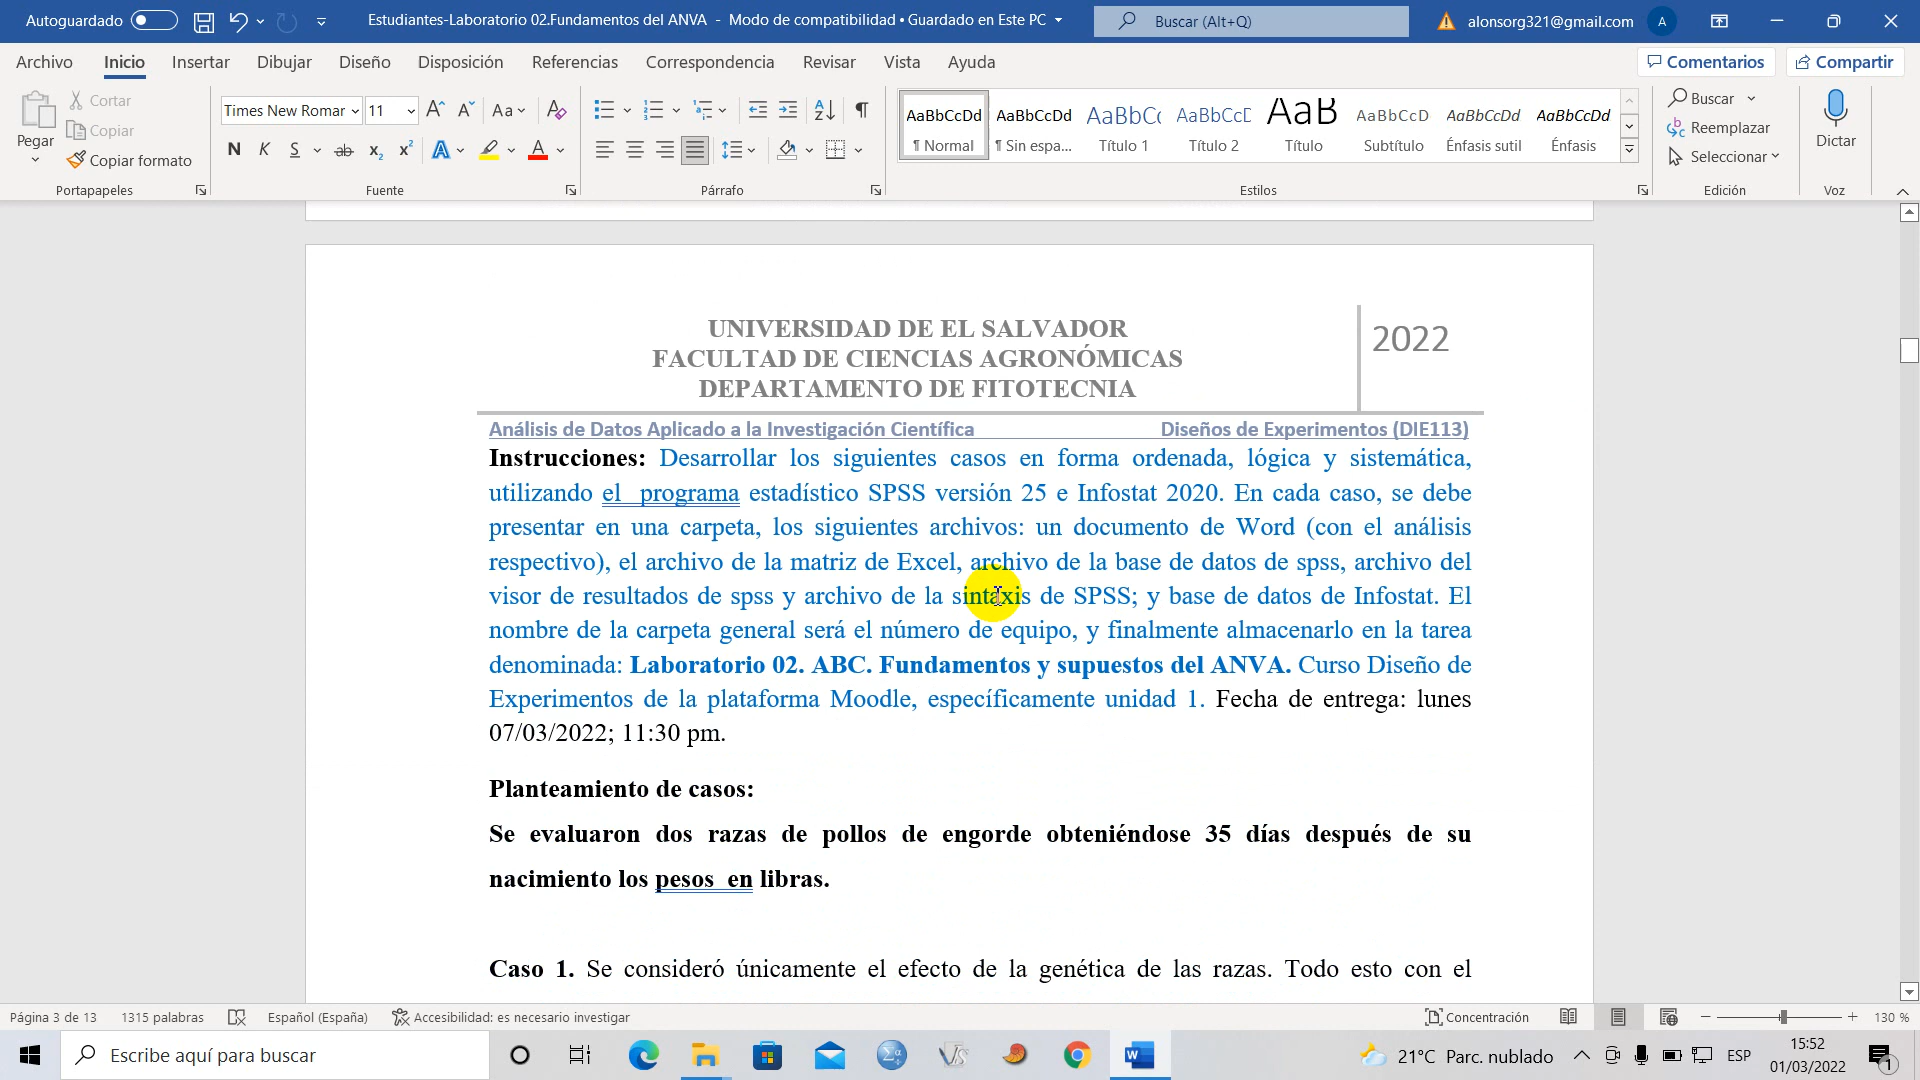 Autoguardado
Estudiantes-Laboratorio 02.Fundamentos del ANVA - Modo de compatibilidad • Guardado en Este PC
Buscar (Alt+Q)
alonsorg321@gmail.com
A
Archivo Inicio Insertar Dibujar Diseño Disposición Referencias Correspondencia Revisar Vista Ayuda
Comentarios Compartir
Pegar
Cortar
Copiar
Copiar formato
Portapapeles
Times New Romar 11
Fuente
Párrafo
AaBbCcDd ¶ Normal
AaBbCcDd ¶ Sin espa...
AaBbCc Título 1
AaBbCcD Título 2
AaB Título
AaBbCcD Subtítulo
AaBbCcDd Énfasis sutil
AaBbCcDd Énfasis
Estilos
Buscar
Reemplazar
Seleccionar
Edición
Dictar
Voz
UNIVERSIDAD DE EL SALVADOR
FACULTAD DE CIENCIAS AGRONÓMICAS
DEPARTAMENTO DE FITOTECNIA
2022
Análisis de Datos Aplicado a la Investigación Científica Diseños de Experimentos (DIE113)
Instrucciones: Desarrollar los siguientes casos en forma ordenada, lógica y sistemática,
utilizando el programa estadístico SPSS versión 25 e Infostat 2020. En cada caso, se debe
presentar en una carpeta, los siguientes archivos: un documento de Word (con el análisis
respectivo), el archivo de la matriz de Excel, archivo de la base de datos de spss, archivo del
visor de resultados de spss y archivo de la sintaxis de SPSS; y base de datos de Infostat. El
nombre de la carpeta general será el número de equipo, y finalmente almacenarlo en la tarea
denominada: Laboratorio 02. ABC. Fundamentos y supuestos del ANVA. Curso Diseño de
Experimentos de la plataforma Moodle, específicamente unidad 1. Fecha de entrega: lunes
07/03/2022; 11:30 pm.
Planteamiento de casos:
Se evaluaron dos razas de pollos de engorde obteniéndose 35 días después de su
nacimiento los pesos en libras.
Caso 1. Se consideró únicamente el efecto de la genética de las razas. Todo esto con el
Página 3 de 13 1315 palabras Español (España) Accesibilidad: es necesario investigar
Concentración
130 %
Escribe aquí para buscar
21°C Parc. nublado
ESP
15:52
01/03/2022
1